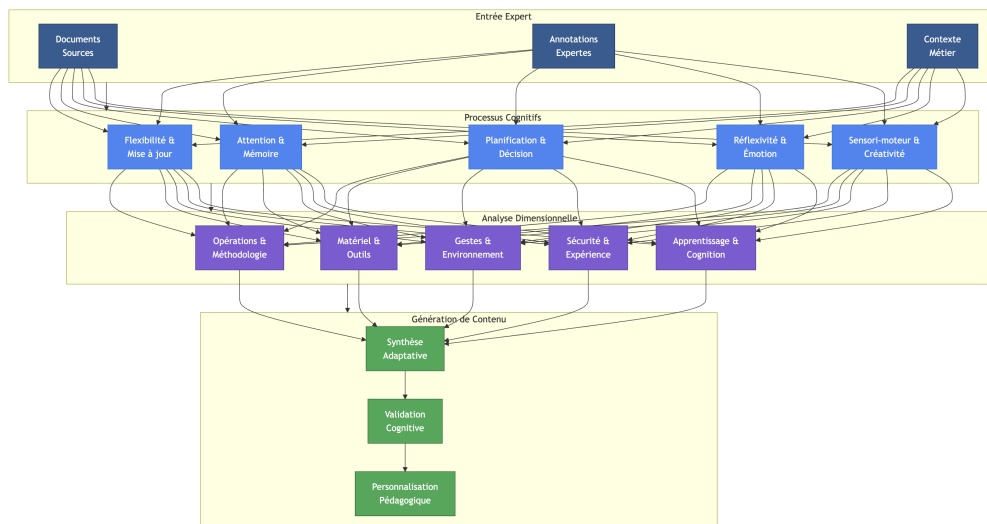 Entrée Expert
Documents
Sources
Annotations
Expertes
Contexte
Métier
Processus Cognitifs
Flexibilité &
Mise à jour
Attention &
Mémoire
Planification &
Décision
Réflexivité &
Émotion
Sensori-moteur &
Créativité
Analyse Dimensionnelle
Opérations &
Méthodologie
Matériel &
Outils
Gestes &
Environnement
Sécurité &
Expérience
Apprentissage &
Cognition
Génération de Contenu
Synthèse
Adaptative
Validation
Cognitive
Personnalisation
Pédagogique